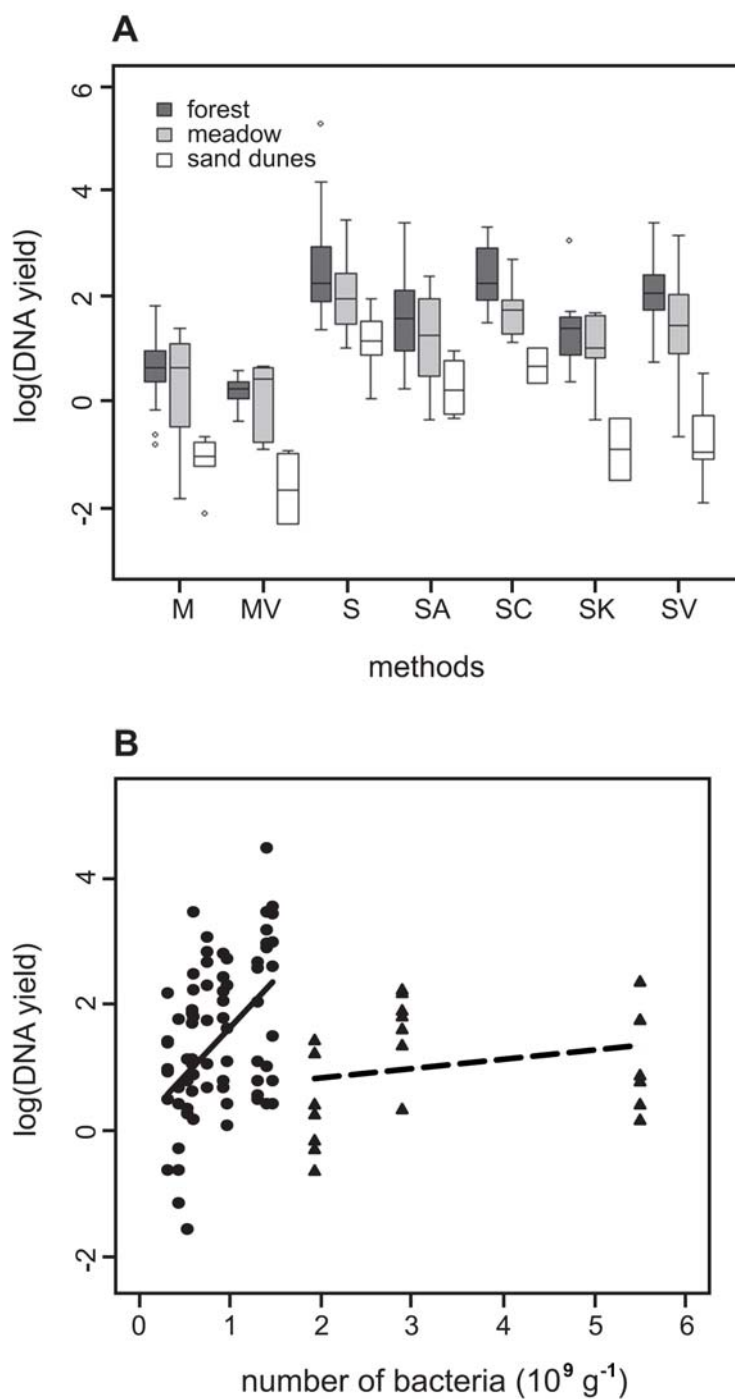 A
6
4
2
0
-2
log(DNA yield)
forest
meadow
sand dunes
M MV S SA SC SK SV
methods
B
4
2
0
-2
log(DNA yield)
0 1 2 3 4 5 6
number of bacteria (10⁹ g⁻¹)